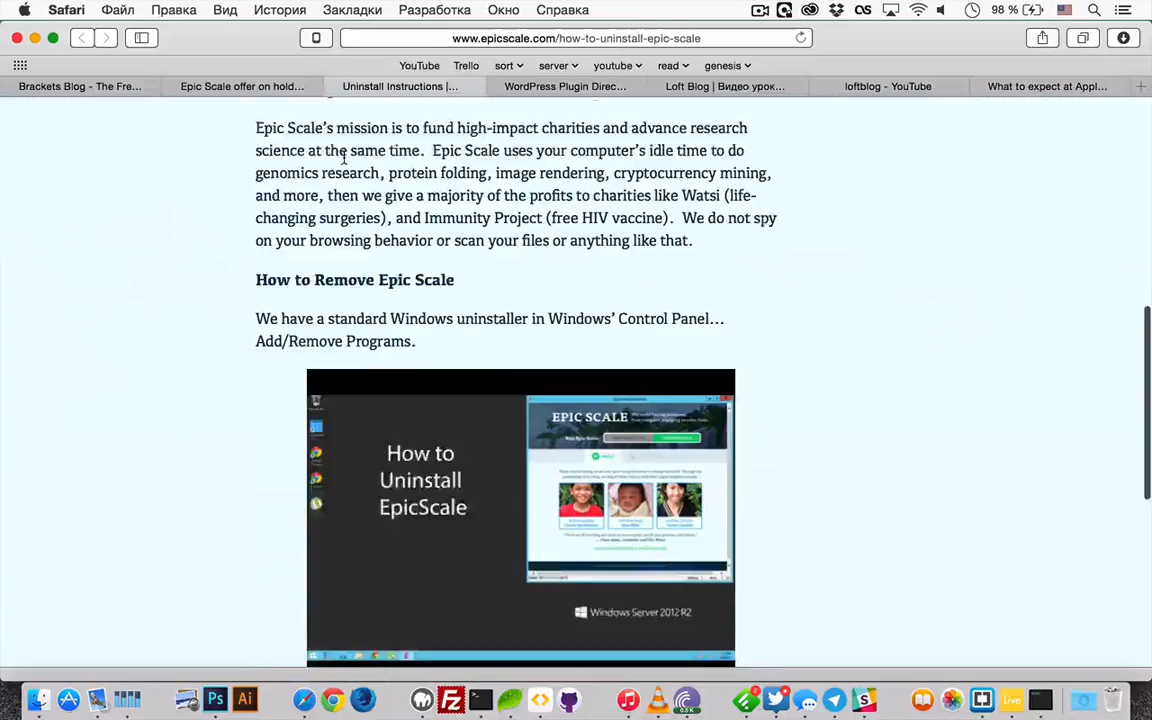 Safari Файл Правка Вид История Закладки Разработка Окно Справка 98 %
www.epicscale.com/how-to-uninstall-epic-scale
YouTube Trello sort server youtube read genesis
Brackets Blog - The Fre... Epic Scale offer on hold... Uninstall Instructions |... WordPress Plugin Direc... Loft Blog | Видео урок... loftblog - YouTube What to expect at Appl...
Epic Scale's mission is to fund high-impact charities and advance research
science at the same time. Epic Scale uses your computer's idle time to do
genomics research, protein folding, image rendering, cryptocurrency mining,
and more, then we give a majority of the profits to charities like Watsi (life-
changing surgeries), and Immunity Project (free HIV vaccine). We do not spy
on your browsing behavior or scan your files or anything like that.
How to Remove Epic Scale
We have a standard Windows uninstaller in Windows' Control Panel...
Add/Remove Programs.
EPIC SCALE
How to
Uninstall
EpicScale
Windows Server 2012 R2
Ps Ai Fz Live